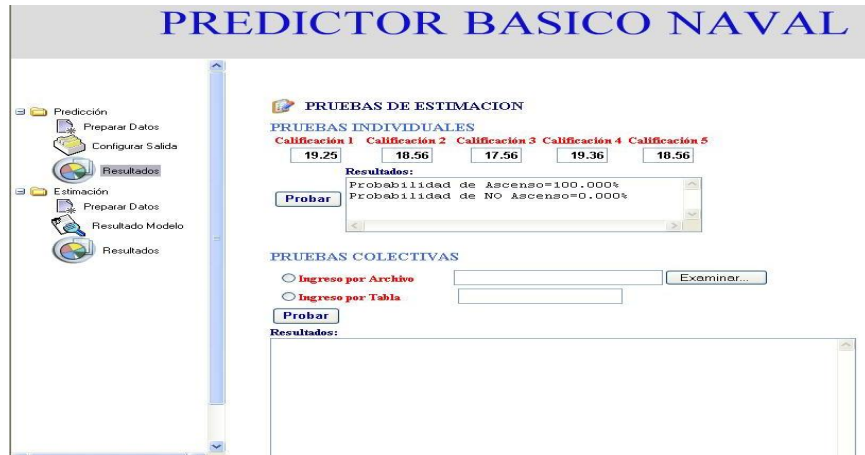 PREDICTOR BASICO NAVAL
Predicción
Preparar Datos
Configurar Salida
Resultados
Estimación
Preparar Datos
Resultado Modelo
Resultados
PRUEBAS DE ESTIMACION
PRUEBAS INDIVIDUALES
Calificación 1 Calificación 2 Calificación 3 Calificación 4 Calificación 5
19.25 18.56 17.56 19.36 18.56
Resultados:
Probar
Probabilidad de Ascenso=100.000%
Probabilidad de NO Ascenso=0.000%
PRUEBAS COLECTIVAS
Ingreso por Archivo Examinar...
Ingreso por Tabla
Probar
Resultados: